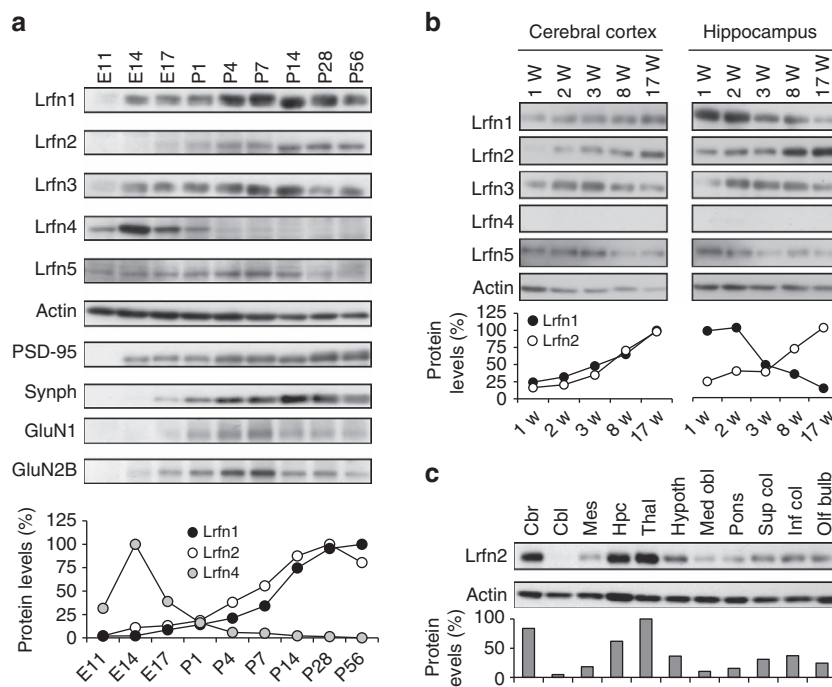 a
E11 E14 E17 P1 P4 P7 P14 P28 P56
Lrfn1
Lrfn2
Lrfn3
Lrfn4
Lrfn5
Actin
PSD-95
Synph
GluN1
GluN2B
Protein levels (%)
125
100
75
50
25
0
Lrfn1
Lrfn2
Lrfn4
E11 E14 E17 P1 P4 P7 P14 P28 P56
b
Cerebral cortex Hippocampus
1 W 2 W 3 W 8 W 17 W 1 W 2 W 3 W 8 W 17 W
Lrfn1
Lrfn2
Lrfn3
Lrfn4
Lrfn5
Actin
Protein
levels (%)
125
100
75
50
25
0
Lrfn1
Lrfn2
1 w 2 w 3 w 8 w 17 w 1 w 2 w 3 w 8 w 17 w
c
Cbr Cbl Mes Hpc Thal Hypoth Med obl Pons Sup col Inf col Olf bulb
Lrfn2
Actin
Protein
evels (%)
100
50
0